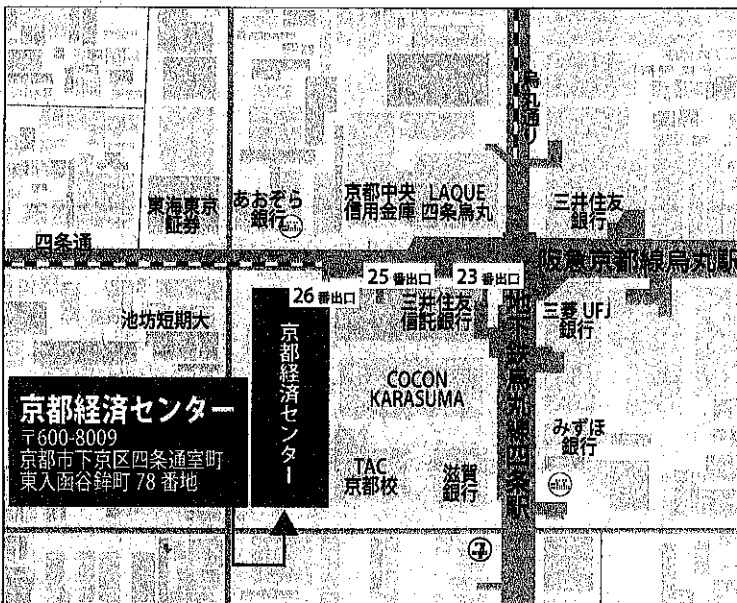 烏丸通り
東海東京
証券
あおぞら
銀行
京都中央
信用金庫
LAQUE
四条烏丸
三井住友
銀行
四条通
阪急京都線烏丸駅
25 番出口
23 番出口
26 番出口
池坊短期大
京都経済センター
三井住友
信託銀行
地下鉄烏丸線四条駅
三菱 UFJ
銀行
COCON
KARASUMA
京都経済センター
〒600-8009
京都市下京区四条通室町
東入函谷鉾町 78 番地
TAC
京都校
滋賀
銀行
みずほ
銀行